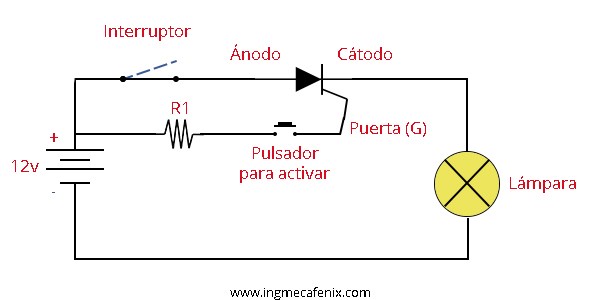 Interruptor
Ánodo
Cátodo
R1
Puerta (G)
+
12v
-
Pulsador
para activar
Lámpara
www.ingmecafenix.com